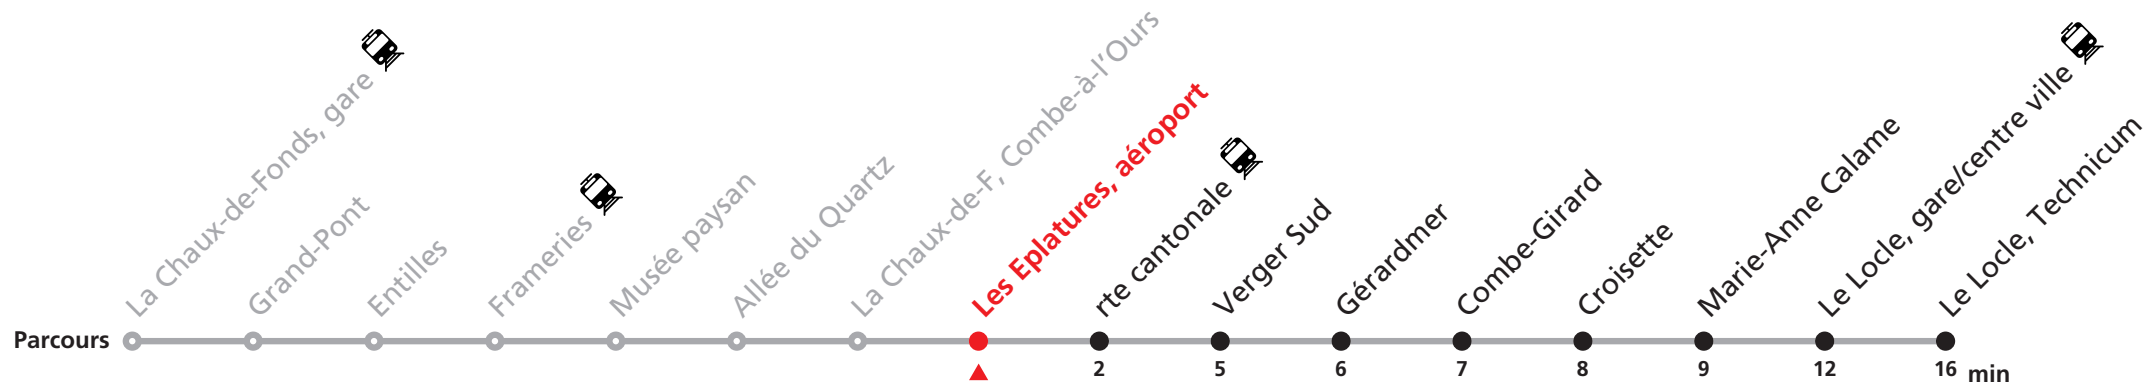 La Chaux-de-Fonds, gare
Grand-Pont
Entilles
Frameries
Musée paysan
Allée du Quartz
La Chaux-de-F, Combe-à-l'Ours
Les Eplatures, aéroport
rte cantonale
Verger Sud
Gérardmer
Combe-Girard
Croisette
Marie-Anne Calame
Le Locle, gare/centre ville
Le Locle, Technicum
Parcours
2 5 6 7 8 9 12 16 min